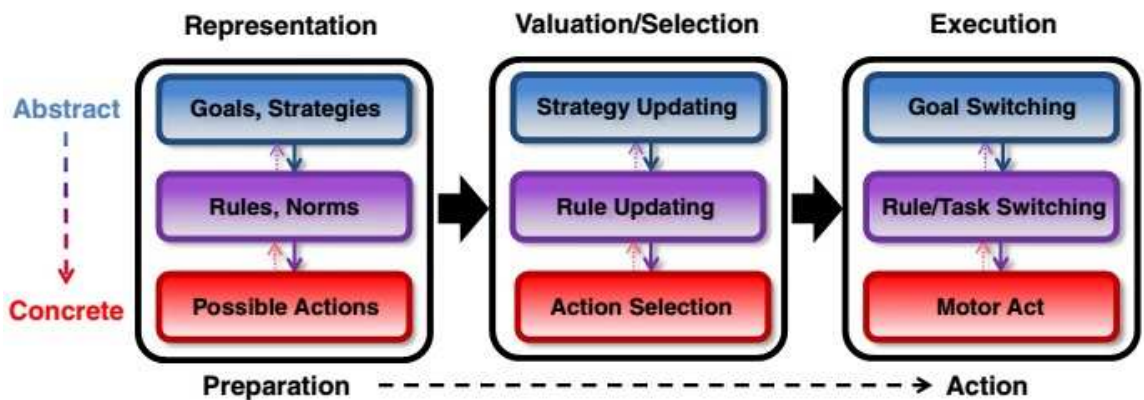 Representation
Valuation/Selection
Execution
Abstract
Concrete
Goals, Strategies
Rules, Norms
Possible Actions
Strategy Updating
Rule Updating
Action Selection
Goal Switching
Rule/Task Switching
Motor Act
Preparation
Action